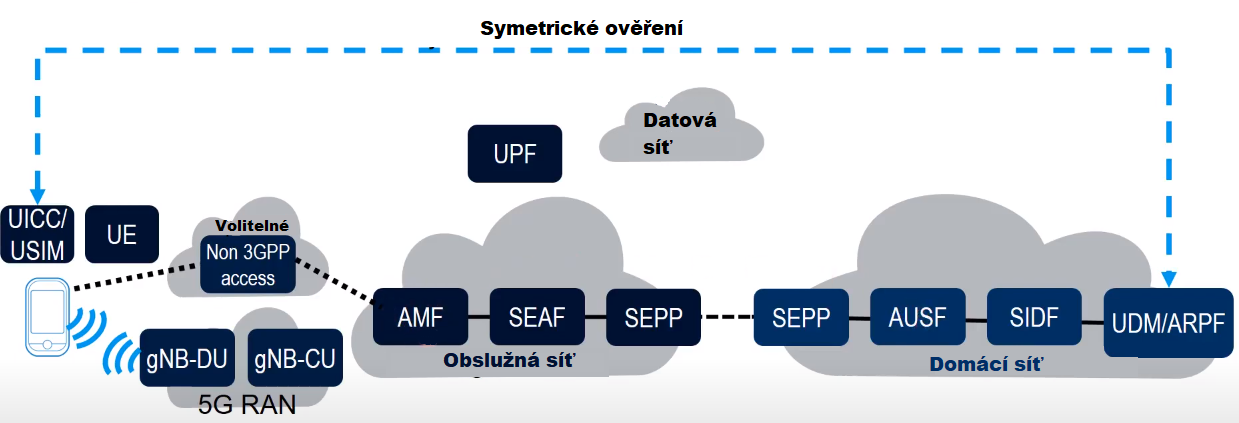 Symetrické ověření
Datová
síť
UPF
UICC/
USIM
UE
Volitelné
Non 3GPP
access
AMF
SEAF
SEPP
SEPP
AUSF
SIDF
UDM/ARPF
gNB-DU
gNB-CU
Obslužná síť
Domácí síť
5G RAN